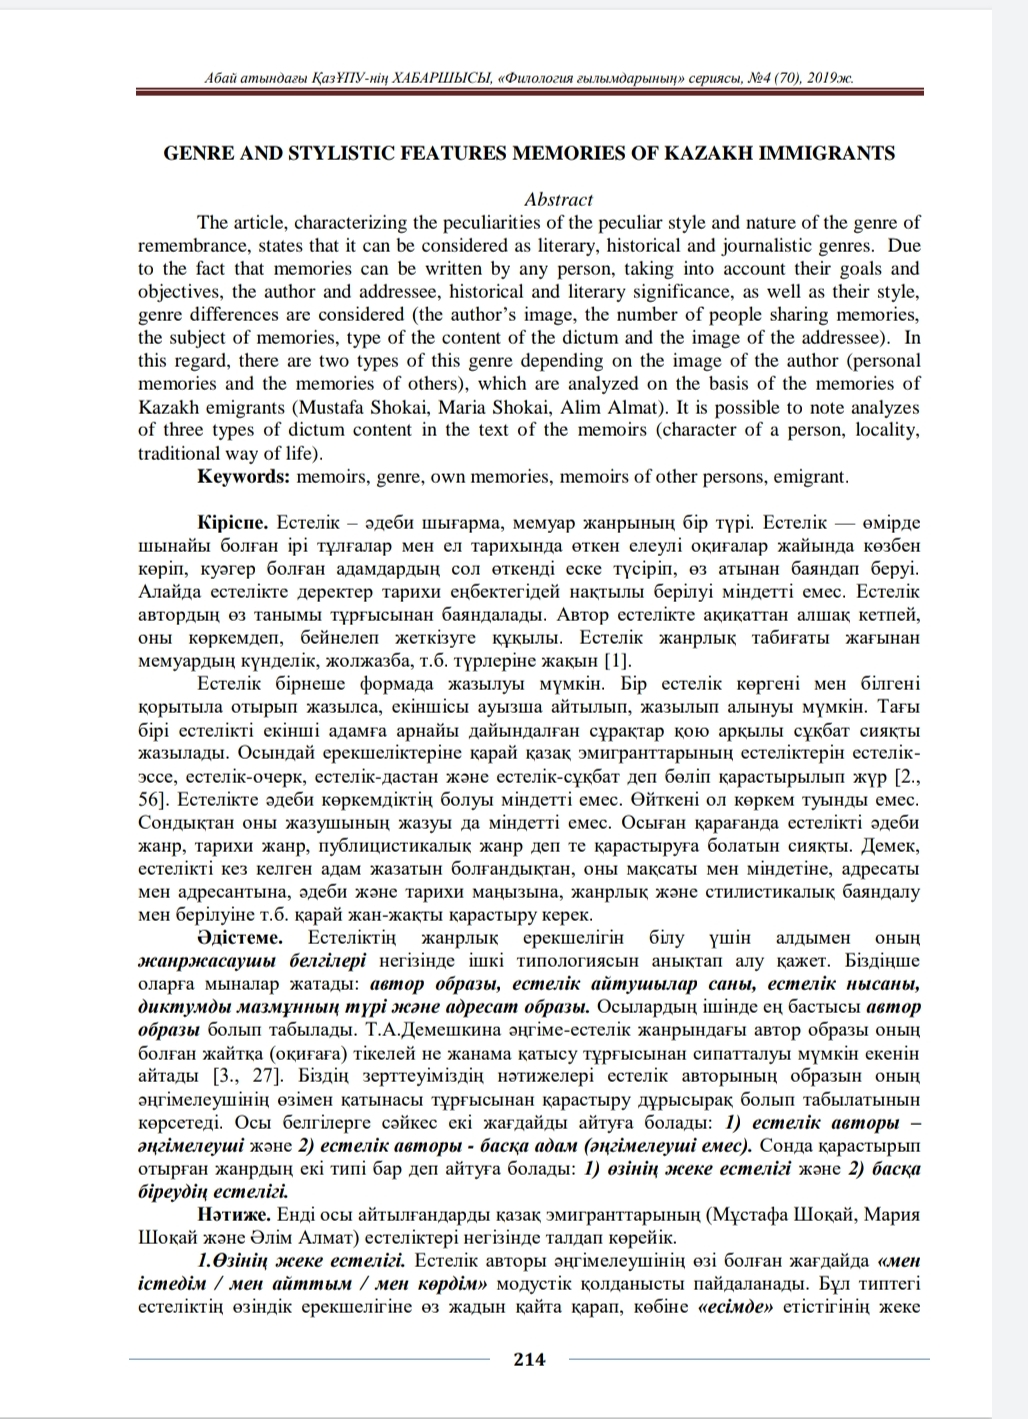 Абай атындағы ҚазҰПУ-нің ХАБАРШЫСЫ, «Филология ғылымдарының» сериясы, №4 (70), 2019ж.
GENRE AND STYLISTIC FEATURES MEMORIES OF KAZAKH IMMIGRANTS
Abstract
The article, characterizing the peculiarities of the peculiar style and nature of the genre of
remembrance, states that it can be considered as literary, historical and journalistic genres. Due
to the fact that memories can be written by any person, taking into account their goals and
objectives, the author and addressee, historical and literary significance, as well as their style,
genre differences are considered (the author’s image, the number of people sharing memories,
the subject of memories, type of the content of the dictum and the image of the addressee). In
this regard, there are two types of this genre depending on the image of the author (personal
memories and the memories of others), which are analyzed on the basis of the memories of
Kazakh emigrants (Mustafa Shokai, Maria Shokai, Alim Almat). It is possible to note analyzes
of three types of dictum content in the text of the memoirs (character of a person, locality,
traditional way of life).
Keywords: memoirs, genre, own memories, memoirs of other persons, emigrant.
Кіріспе. Естелік – әдеби шығарма, мемуар жанрының бір түрі. Естелік — өмірде
шынайы болған ірі тұлғалар мен ел тарихында өткен елеулі оқиғалар жайында көзбен
көріп, куәгер болған адамдардың сол өткенді еске түсіріп, өз атынан баяндап беруі.
Алайда естелікте деректер тарихи еңбектегідей нақтылы берілуі міндетті емес. Естелік
автордың өз танымы тұрғысынан баяндалады. Автор естелікте ақиқаттан алшақ кетпей,
оны көркемдеп, бейнелеп жеткізуге құқылы. Естелік жанрлық табиғаты жағынан
мемуардың күнделік, жолжазба, т.б. түрлеріне жақын [1].
Естелік бірнеше формада жазылуы мүмкін. Бір естелік көргені мен білгені
қорытыла отырып жазылса, екіншісі ауызша айтылып, жазылып алынуы мүмкін. Тағы
бірі естелікті екінші адамға арнайы дайындалған сұрақтар қою арқылы сұқбат сияқты
жазылады. Осындай ерекшеліктеріне қарай қазақ эмигранттарының естеліктерін естелік-
эссе, естелік-очерк, естелік-дастан және естелік-сұқбат деп бөліп қарастырылып жүр [2.,
56]. Естелікте әдеби көркемдіктің болуы міндетті емес. Өйткені ол көркем туынды емес.
Сондықтан оны жазушының жазуы да міндетті емес. Осыған қарағанда естелікті әдеби
жанр, тарихи жанр, публицистикалық жанр деп те қарастыруға болатын сияқты. Демек,
естелікті кез келген адам жазатын болғандықтан, оны мақсаты мен міндетіне, адресаты
мен адресантына, әдеби және тарихи маңызына, жанрлық және стилистикалық баяндалу
мен берілуіне т.б. қарай жан-жақты қарастыру керек.
Әдістеме. Естеліктің жанрлық ерекшелігін білу үшін алдымен оның
жанржасаушы белгілері негізінде ішкі типологиясын анықтап алу қажет. Біздіңше
оларға мыналар жатады: автор образы, естелік айтушылар саны, естелік нысаны,
диктумды мазмұнның түрі және адресат образы. Осылардың ішінде ең бастысы автор
образы болып табылады. Т.А.Демешкина әңгіме-естелік жанрындағы автор образы оның
болған жайтқа (оқиғаға) тікелей не жанама қатысу тұрғысынан сипатталуы мүмкін екенін
айтады [3., 27]. Біздің зерттеуіміздің нәтижелері естелік авторының образын оның
әңгімелеушінің өзімен қатынасы тұрғысынан қарастыру дұрысырақ болып табылатынын
көрсетеді. Осы белгілерге сәйкес екі жағдайды айтуға болады: 1) естелік авторы –
әңгімелеуші және 2) естелік авторы - басқа адам (әңгімелеуші емес). Сонда қарастырып
отырған жанрдың екі типі бар деп айтуға болады: 1) өзінің жеке естелігі және 2) басқа
біреудің естелігі.
Нәтиже. Енді осы айтылғандарды қазақ эмигранттарының (Мұстафа Шоқай, Мария
Шоқай және Әлім Алмат) естеліктері негізінде талдап көрейік.
1.Өзінің жеке естелігі. Естелік авторы әңгімелеушінің өзі болған жағдайда «мен
істедім / мен айттым / мен көрдім» модустік қолданысты пайдаланады. Бұл типтегі
естеліктің өзіндік ерекшелігіне өз жадын қайта қарап, көбіне «есімде» етістігінің жеке
214